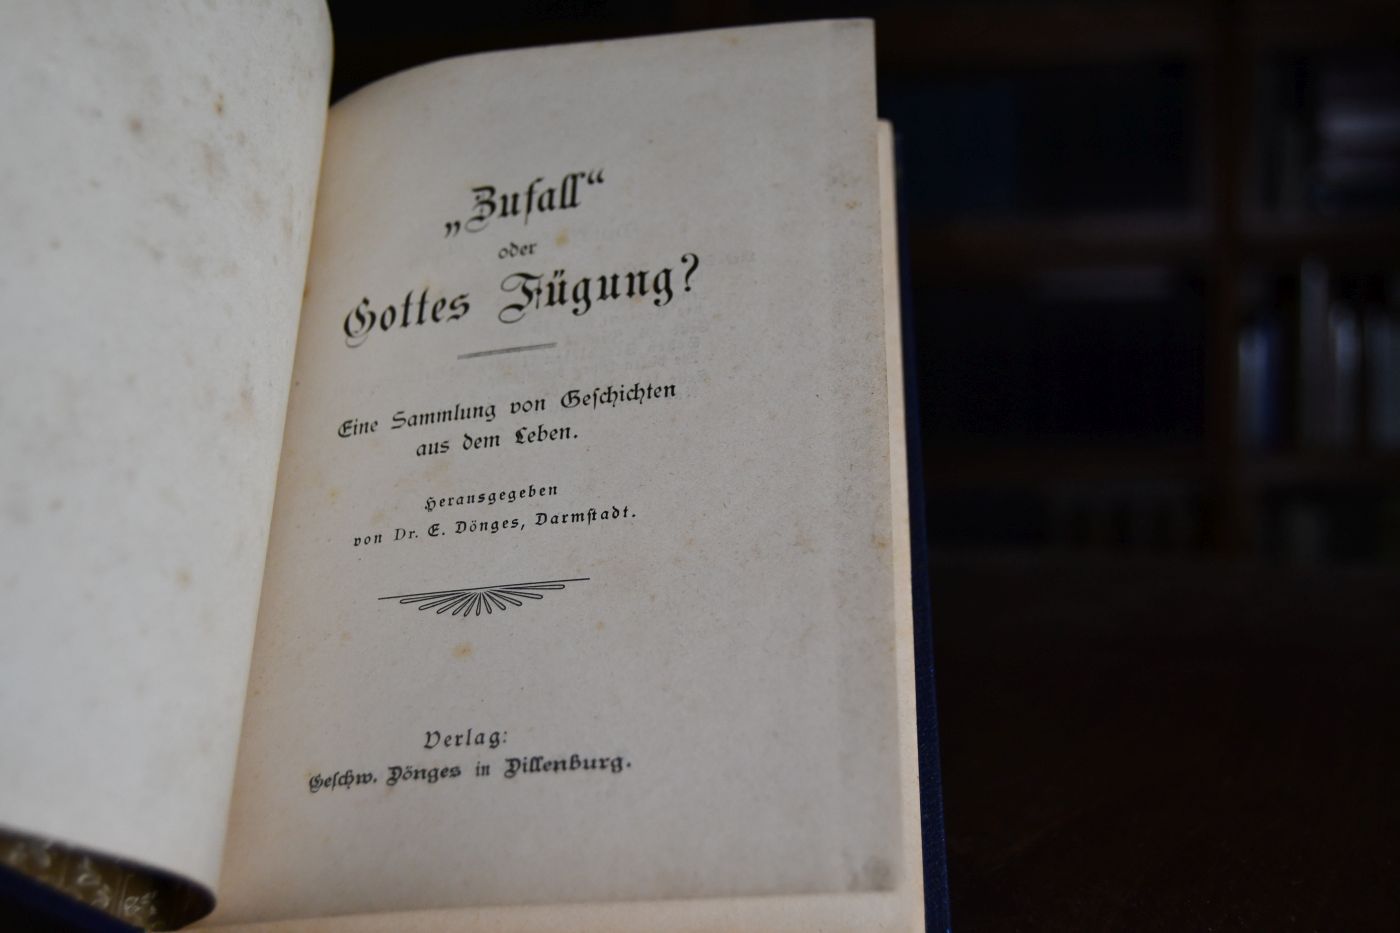 „Zufall“
oder
Gottes Fügung?
Eine Sammlung von Geschichten
aus dem Leben.
Herausgegeben
von Dr. E. Dönges, Darmstadt.
Verlag:
Geschw. Dönges in Dillenburg.